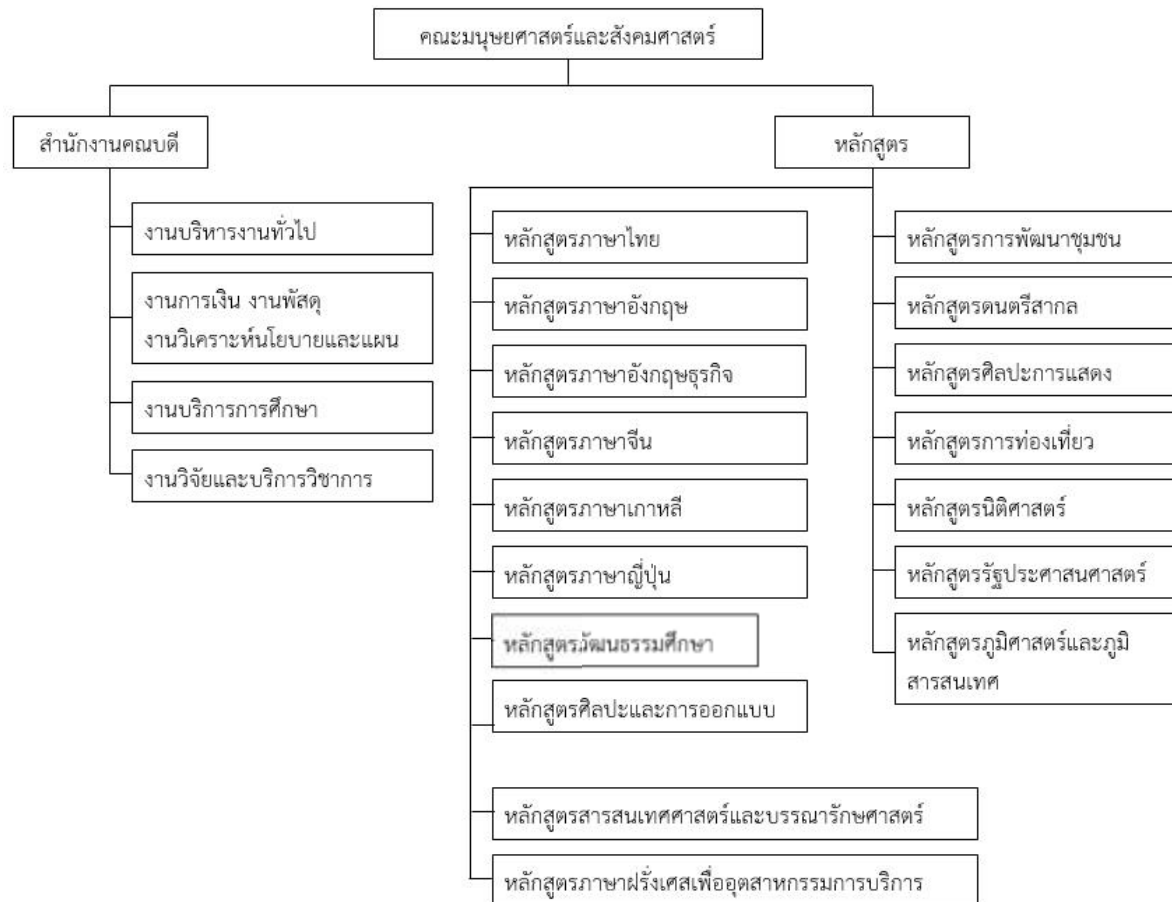 คณะมนุษยศาสตร์และสังคมศาสตร์
สำนักงานคณบดี
หลักสูตร
งานบริหารงานทั่วไป
งานการเงิน งานพัสดุ
งานวิเคราะห์นโยบายและแผน
งานบริการการศึกษา
งานวิจัยและบริการวิชาการ
หลักสูตรภาษาไทย
หลักสูตรภาษาอังกฤษ
หลักสูตรภาษาอังกฤษธุรกิจ
หลักสูตรภาษาจีน
หลักสูตรภาษาเกาหลี
หลักสูตรภาษาญี่ปุ่น
หลักสูตรวัฒนธรรมศึกษา
หลักสูตรศิลปะและการออกแบบ
หลักสูตรสารสนเทศศาสตร์และบรรณารักษศาสตร์
หลักสูตรภาษาฝรั่งเศสเพื่ออุตสาหกรรมการบริการ
หลักสูตรการพัฒนาชุมชน
หลักสูตรดนตรีสากล
หลักสูตรศิลปะการแสดง
หลักสูตรการท่องเที่ยว
หลักสูตรนิติศาสตร์
หลักสูตรรัฐประศาสนศาสตร์
หลักสูตรภูมิศาสตร์และภูมิ
สารสนเทศ